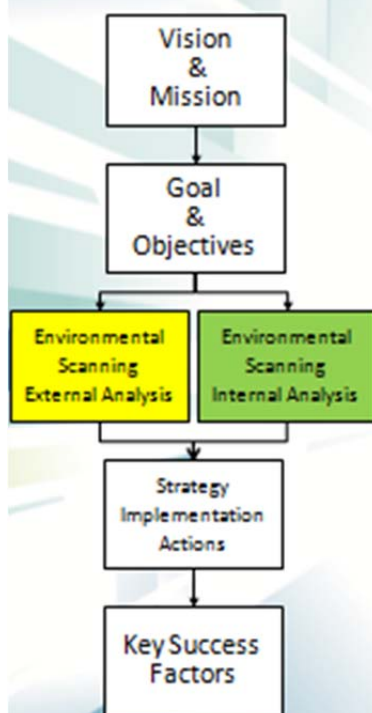 Vision
&
Mission
Goal
&
Objectives
Environmental
Scanning
External Analysis
Environmental
Scanning
Internal Analysis
Strategy
Implementation
Actions
Key Success
Factors